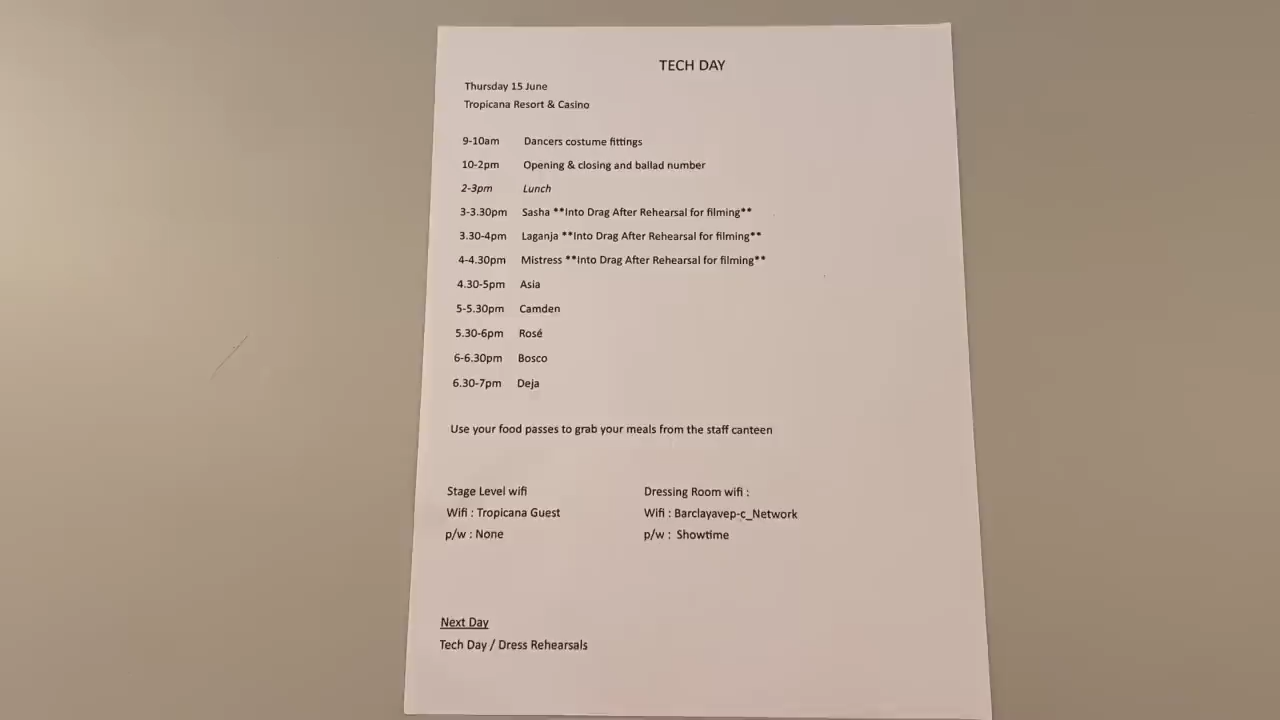 TECH DAY
Thursday 15 June
Tropicana Resort & Casino
9-10am Dancers costume fittings
10-2pm Opening & closing and ballad number
2-3pm Lunch
3-3.30pm Sasha **Into Drag After Rehearsal for filming**
3.30-4pm Laganja **Into Drag After Rehearsal for filming**
4-4.30pm Mistress **Into Drag After Rehearsal for filming**
4.30-5pm Asia
5-5.30pm Camden
5.30-6pm Rosé
6-6.30pm Bosco
6.30-7pm Deja
Use your food passes to grab your meals from the staff canteen
Stage Level wifi
Wifi : Tropicana Guest
p/w : None
Dressing Room wifi :
Wifi : Barclayavep-c_Network
p/w : Showtime
Next Day
Tech Day / Dress Rehearsals